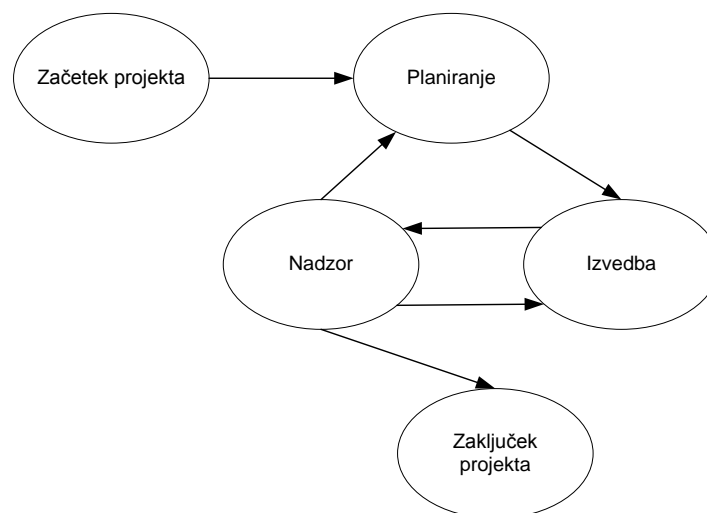 Začetek projekta
Planiranje
Nadzor
Izvedba
Zaključek
projekta